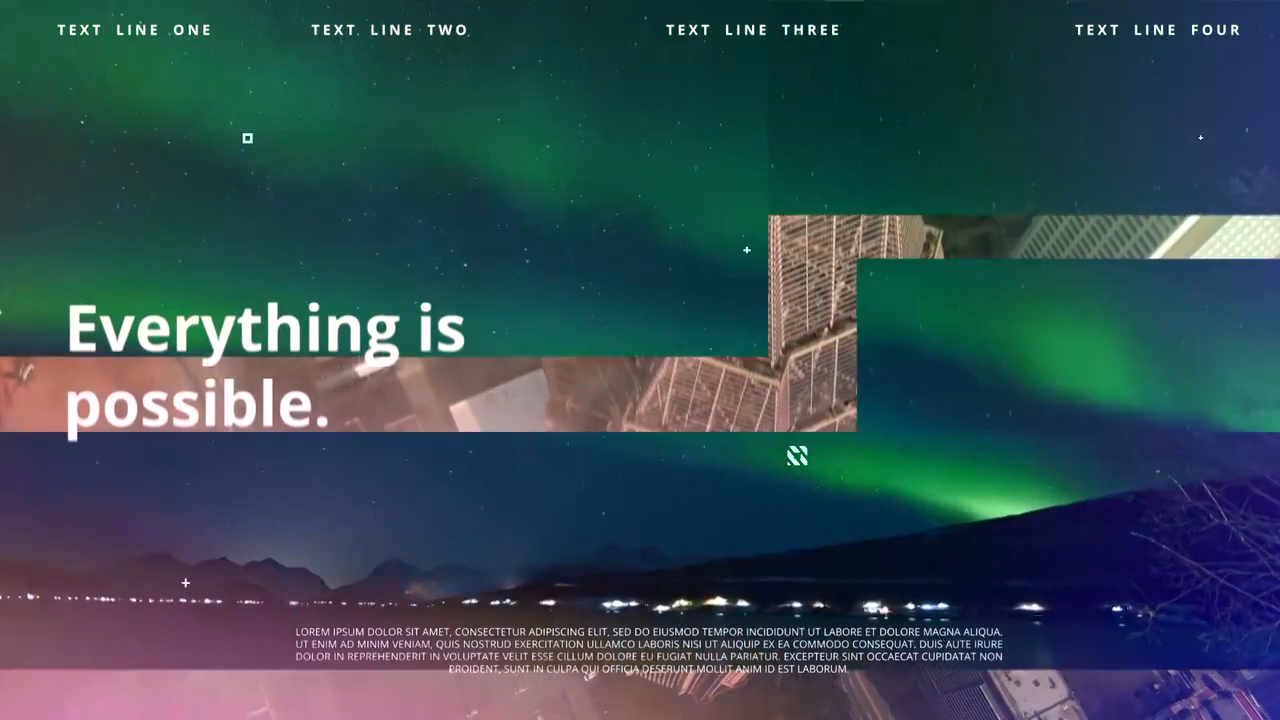 TEXT LINE ONE
TEXT LINE TWO
TEXT LINE THREE
TEXT LINE FOUR
Everything is
possible.
LOREM IPSUM DOLOR SIT AMET, CONSECTETUR ADIPISCING ELIT, SED DO EIUSMOD TEMPOR INCIDIDUNT UT LABORE ET DOLORE MAGNA ALIQUA.
UT ENIM AD MINIM VENIAM, QUIS NOSTRUD EXERCITATION ULLAMCO LABORIS NISI UT ALIQUIP EX EA COMMODO CONSEQUAT. DUIS AUTE IRURE
DOLOR IN REPREHENDERIT IN VOLUPTATE VELIT ESSE CILLUM DOLORE EU FUGIAT NULLA PARIATUR. EXCEPTEUR SINT OCCAECAT CUPIDATAT NON
PROIDENT, SUNT IN CULPA QUI OFFICIA DESERUNT MOLLIT ANIM ID EST LABORUM.